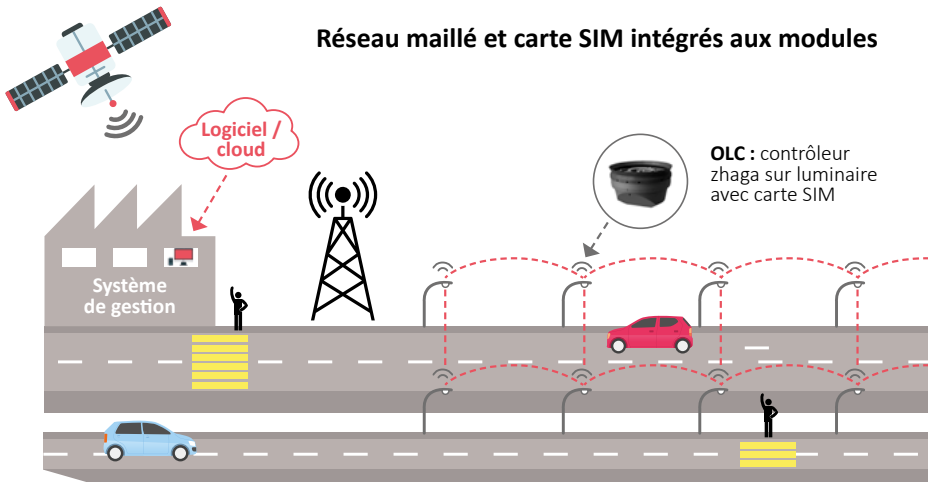 Réseau maillé et carte SIM intégrés aux modules
Logiciel /
cloud
OLC : contrôleur
zhaga sur luminaire
avec carte SIM
Système
de gestion